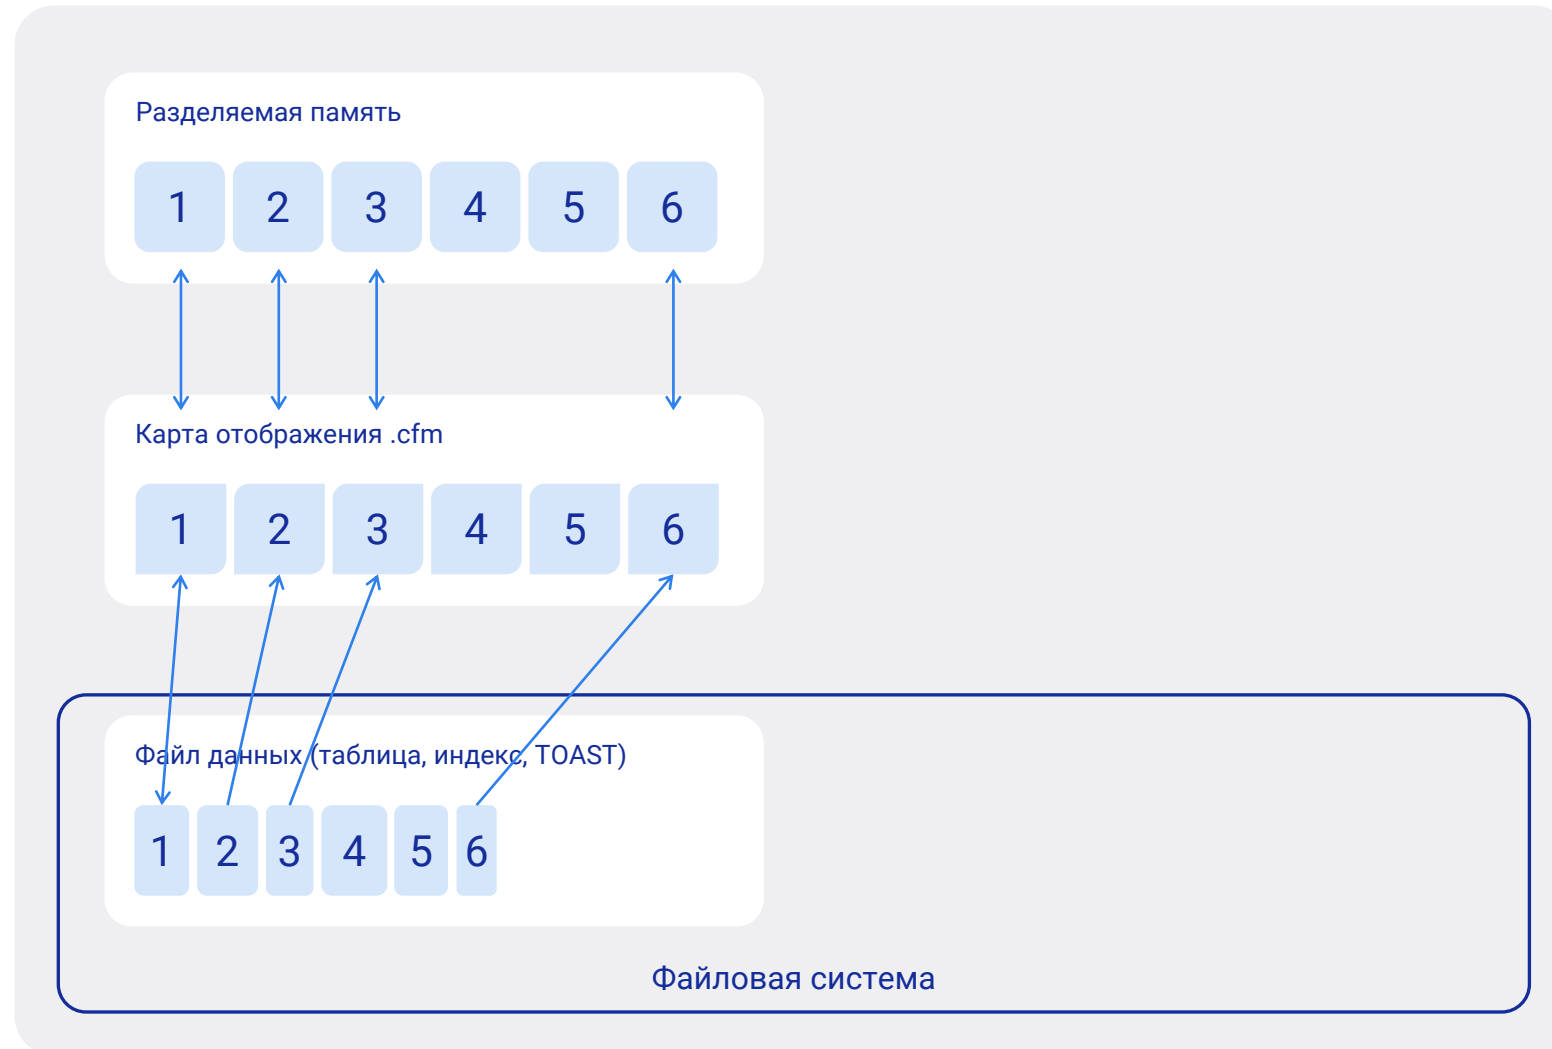 Разделяемая память
1 2 3 4 5 6
Карта отображения .cfm
1 2 3 4 5 6
Файл данных (таблица, индекс, TOAST)
1 2 3 4 5 6
Файловая система